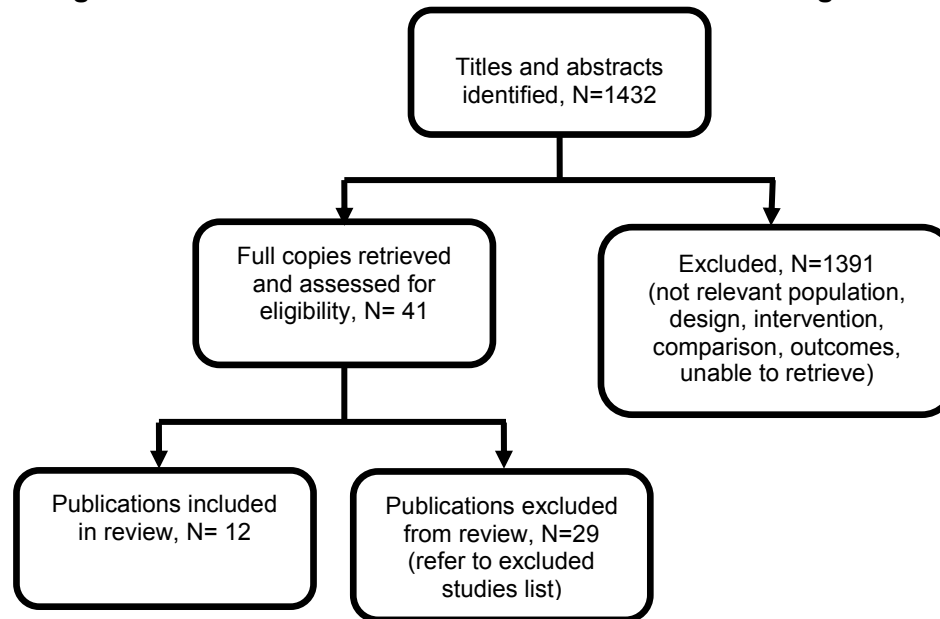 Titles and abstracts
identified, N=1432
Full copies retrieved
and assessed for
eligibility, N= 41
Excluded, N=1391
(not relevant population,
design, intervention,
comparison, outcomes,
unable to retrieve)
Publications included
in review, N= 12
Publications excluded
from review, N=29
(refer to excluded
studies list)